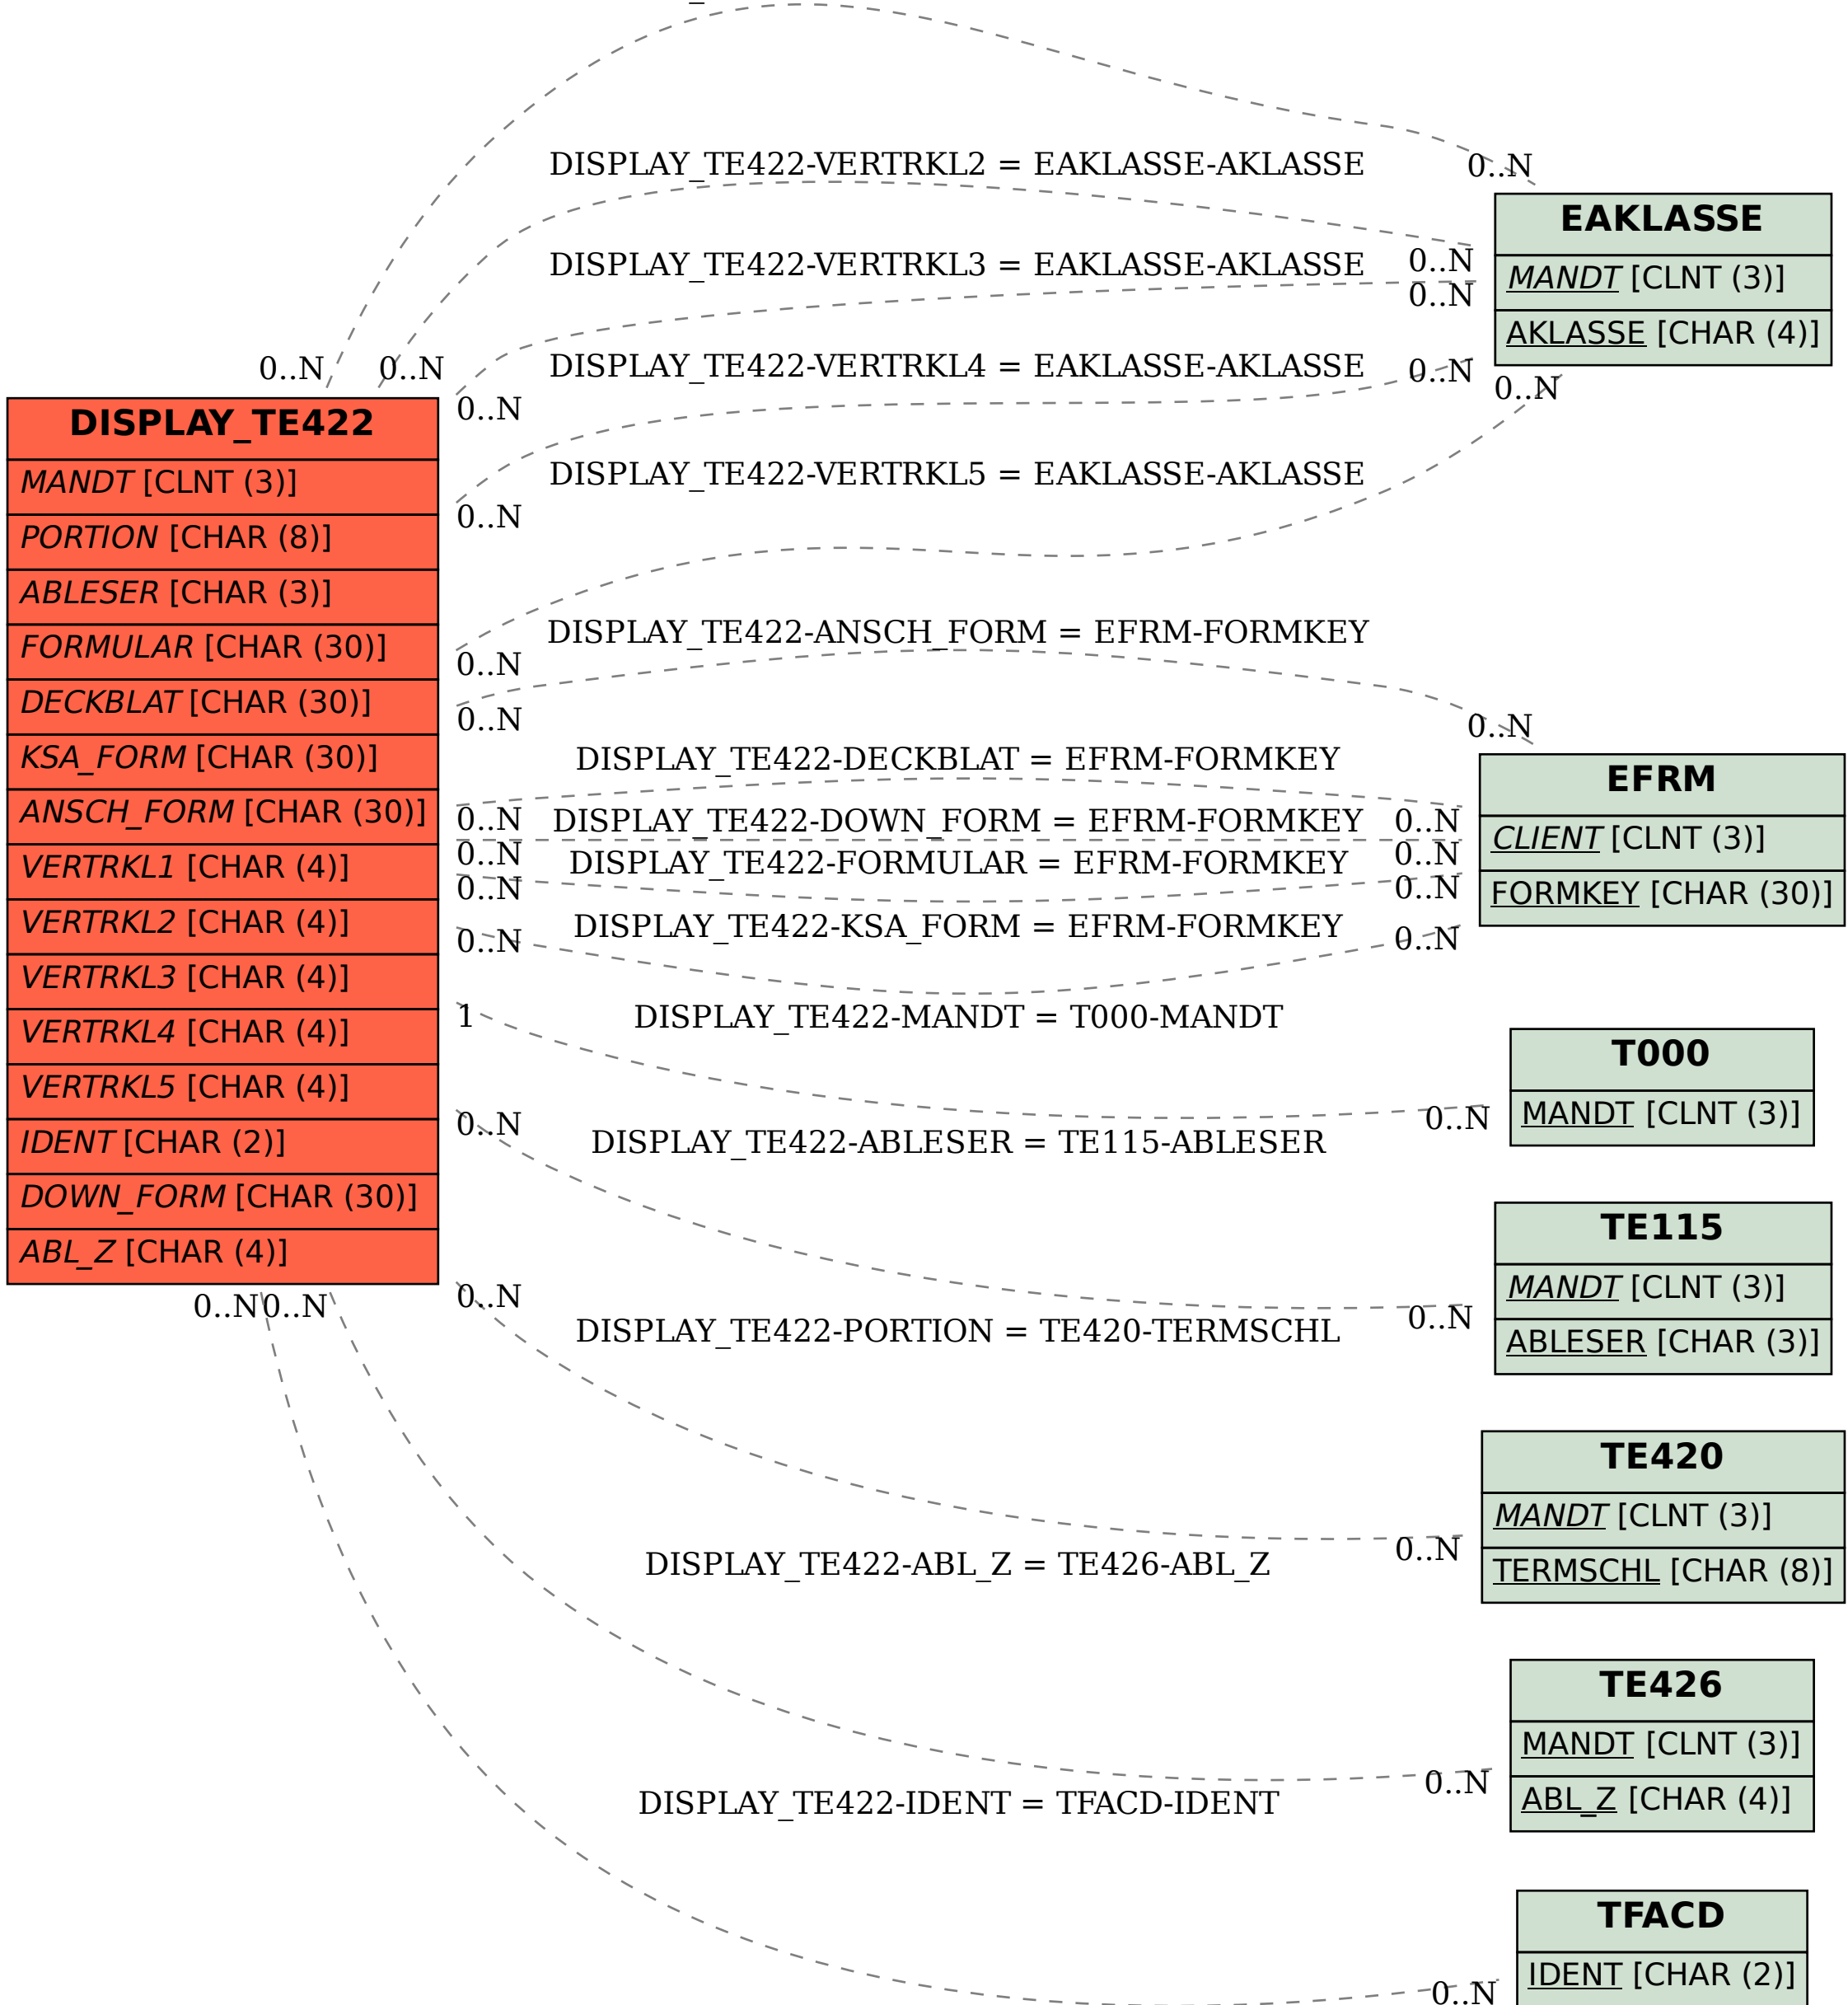 DISPLAY_TE422-VERTRKL2 = EAKLASSE-AKLASSE
0..N
EAKLASSE
MANDT [CLNT (3)]
AKLASSE [CHAR (4)]
DISPLAY_TE422-VERTRKL3 = EAKLASSE-AKLASSE
0..N
0..N
DISPLAY_TE422-VERTRKL4 = EAKLASSE-AKLASSE
0..N
0..N
0..N
0..N
0..N
DISPLAY_TE422
MANDT [CLNT (3)]
PORTION [CHAR (8)]
ABLESER [CHAR (3)]
FORMULAR [CHAR (30)]
DECKBLAT [CHAR (30)]
KSA_FORM [CHAR (30)]
ANSCH_FORM [CHAR (30)]
VERTRKL1 [CHAR (4)]
VERTRKL2 [CHAR (4)]
VERTRKL3 [CHAR (4)]
VERTRKL4 [CHAR (4)]
VERTRKL5 [CHAR (4)]
IDENT [CHAR (2)]
DOWN_FORM [CHAR (30)]
ABL_Z [CHAR (4)]
DISPLAY_TE422-VERTRKL5 = EAKLASSE-AKLASSE
0..N
DISPLAY_TE422-ANSCH_FORM = EFRM-FORMKEY
0..N
0..N
0..N
DISPLAY_TE422-DECKBLAT = EFRM-FORMKEY
EFRM
CLIENT [CLNT (3)]
FORMKEY [CHAR (30)]
0..N
DISPLAY_TE422-DOWN_FORM = EFRM-FORMKEY
0..N
0..N
0..N
DISPLAY_TE422-FORMULAR = EFRM-FORMKEY
0..N
0..N
0..N
DISPLAY_TE422-KSA_FORM = EFRM-FORMKEY
0..N
1
DISPLAY_TE422-MANDT = T000-MANDT
T000
MANDT [CLNT (3)]
0..N
0..N
DISPLAY_TE422-ABLESER = TE115-ABLESER
TE115
MANDT [CLNT (3)]
ABLESER [CHAR (3)]
0..N
0..N
0..N
0..N
DISPLAY_TE422-PORTION = TE420-TERMSCHL
TE420
MANDT [CLNT (3)]
TERMSCHL [CHAR (8)]
0..N
DISPLAY_TE422-ABL_Z = TE426-ABL_Z
TE426
MANDT [CLNT (3)]
ABL_Z [CHAR (4)]
0..N
DISPLAY_TE422-IDENT = TFACD-IDENT
TFACD
IDENT [CHAR (2)]
0..N